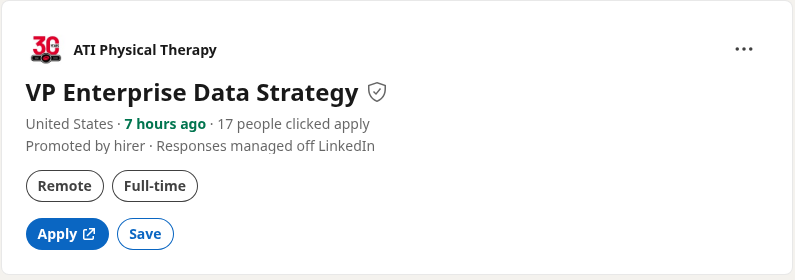 30
ATI Physical Therapy
VP Enterprise Data Strategy
United States · 7 hours ago · 17 people clicked apply
Promoted by hirer · Responses managed off LinkedIn
Remote Full-time
Apply Save